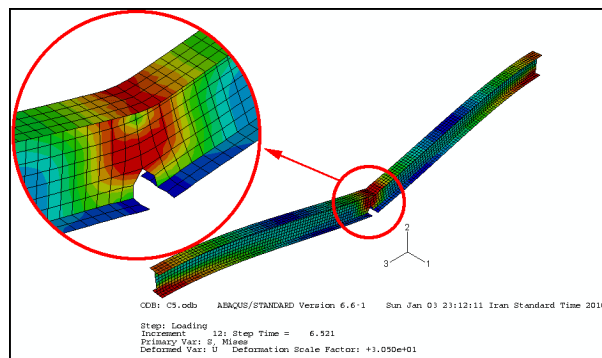 2
3
1
ODB: C5.odb ABAQUS/STANDARD Version 6.6-1 Sun Jan 03 23:12:11 Iran Standard Time 2010
Step: Loading
Increment 12: Step Time = 6.521
Primary Var: S, Mises
Deformed Var: U Deformation Scale Factor: +3.050e+01